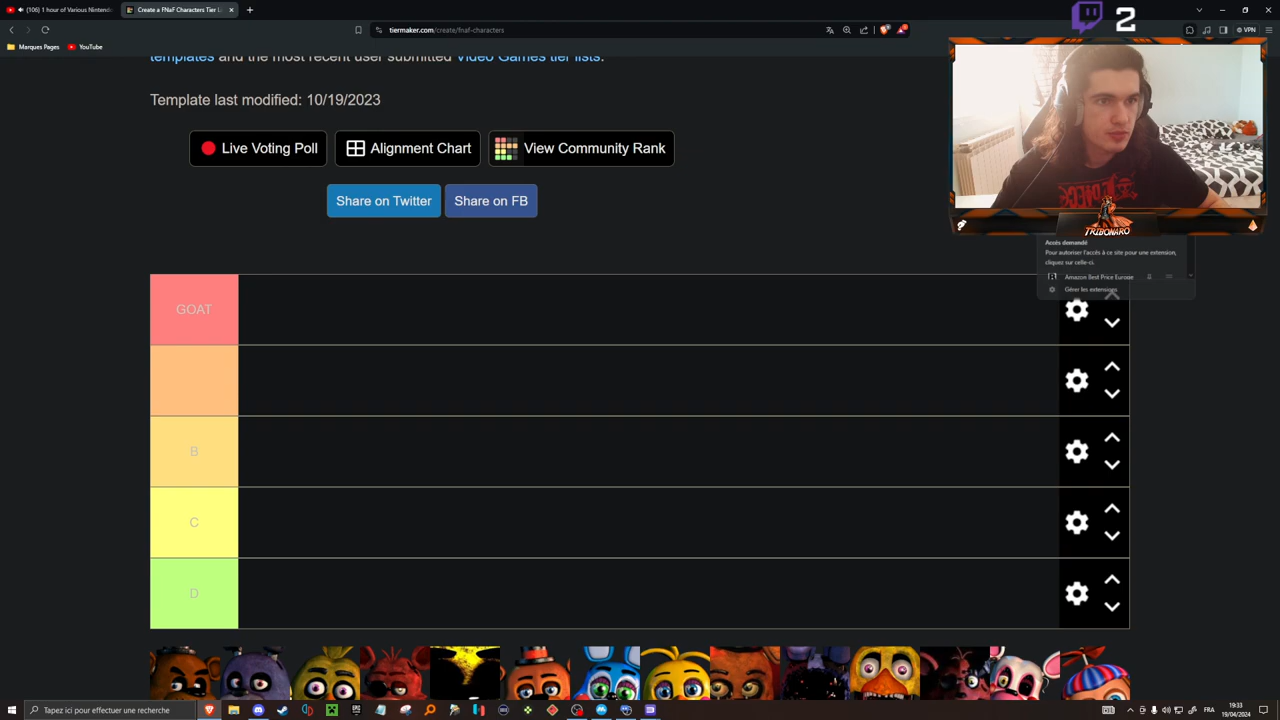 (106) 1 hour of Various Nintendo
Create a FNaF Characters Tier L
2
tiermaker.com/create/fnaf-characters
VPN
Marques Pages
YouTube
templates and the most recent user submitted Video Games tier lists.
Template last modified: 10/19/2023
Live Voting Poll
Alignment Chart
View Community Rank
Share on Twitter
Share on FB
TRIBONARO
Accès demandé
Pour autoriser l'accès à ce site pour une extension,
cliquez sur celle-ci.
Amazon Best Price Europe
Gérer les extensions
GOAT
B
C
D
Tapez ici pour effectuer une recherche
FRA
19:33
19/04/2024